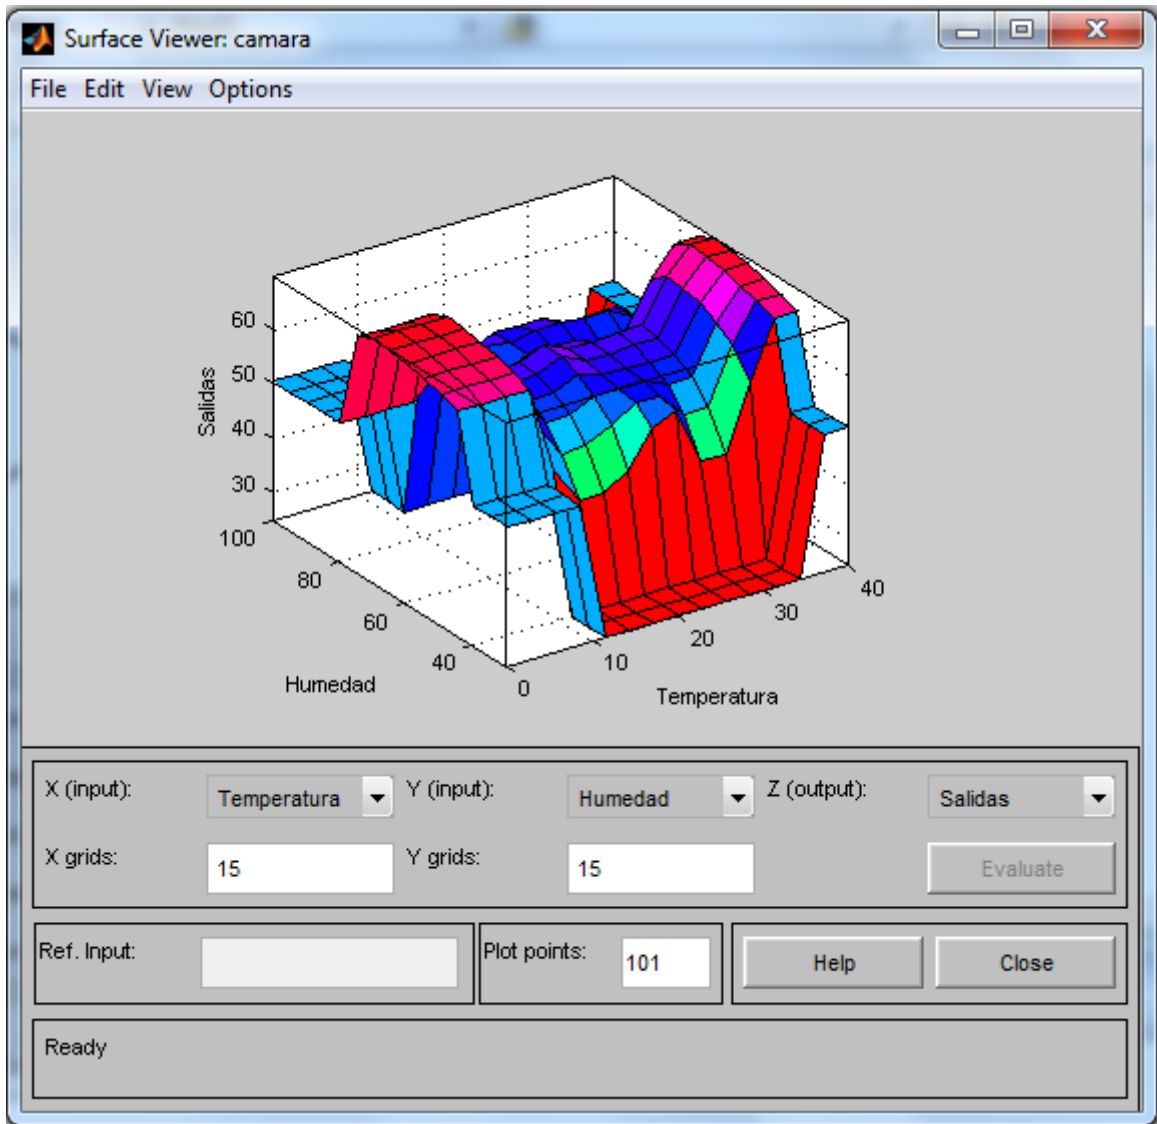 Surface Viewer: camara
File Edit View Options
60
50
40
30
Salidas
100
80
60
40
Humedad
0
10
20
30
40
Temperatura
X (input): Temperatura Y (input): Humedad Z (output): Salidas
X grids: 15 Y grids: 15 Evaluate
Ref. Input: Plot points: 101 Help Close
Ready